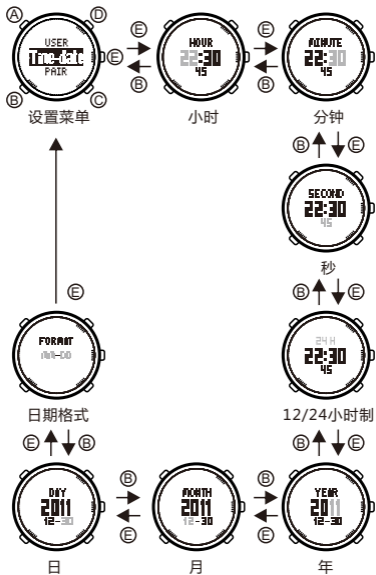 Ⓐ Ⓓ
USER
Time-date
PAIR
Ⓑ Ⓒ
设置菜单
Ⓔ
Ⓔ
Ⓑ
HOUR
22:30
45
小时
Ⓔ
Ⓑ
MINUTE
22:30
45
分钟
Ⓑ Ⓔ
SECOND
22:30
45
秒
Ⓑ Ⓔ
24 H
22:30
45
12/24小时制
Ⓑ Ⓔ
YEAR
2011
12-30
年
Ⓑ
Ⓔ
MONTH
2011
12-30
月
Ⓑ
Ⓔ
DAY
2011
12-30
日
Ⓔ Ⓑ
FORMAT
MM-DD
日期格式
Ⓔ